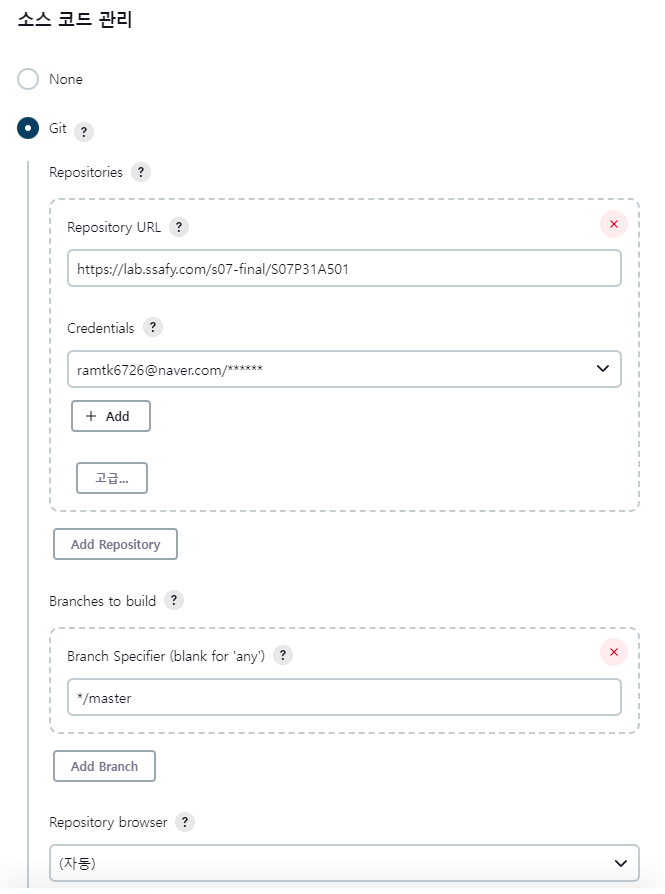 소스 코드 관리
None
Git ?
Repositories ?
Repository URL ?
https://lab.ssafy.com/s07-final/S07P31A501
Credentials ?
ramtk6726@naver.com/******
+ Add
고급...
Add Repository
Branches to build ?
Branch Specifier (blank for 'any') ?
*/master
Add Branch
Repository browser ?
(자동)